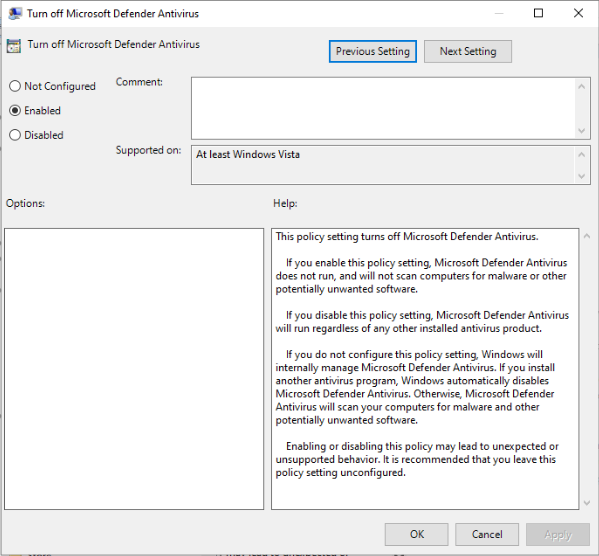 Turn off Microsoft Defender Antivirus
Turn off Microsoft Defender Antivirus
Previous Setting
Next Setting
Not Configured
Enabled
Disabled
Comment:
Supported on:
At least Windows Vista
Options:
Help:
This policy setting turns off Microsoft Defender Antivirus.
If you enable this policy setting, Microsoft Defender Antivirus
does not run, and will not scan computers for malware or other
potentially unwanted software.
If you disable this policy setting, Microsoft Defender Antivirus
will run regardless of any other installed antivirus product.
If you do not configure this policy setting, Windows will
internally manage Microsoft Defender Antivirus. If you install
another antivirus program, Windows automatically disables
Microsoft Defender Antivirus. Otherwise, Microsoft Defender
Antivirus will scan your computers for malware and other
potentially unwanted software.
Enabling or disabling this policy may lead to unexpected or
unsupported behavior. It is recommended that you leave this
policy setting unconfigured.
OK
Cancel
Apply